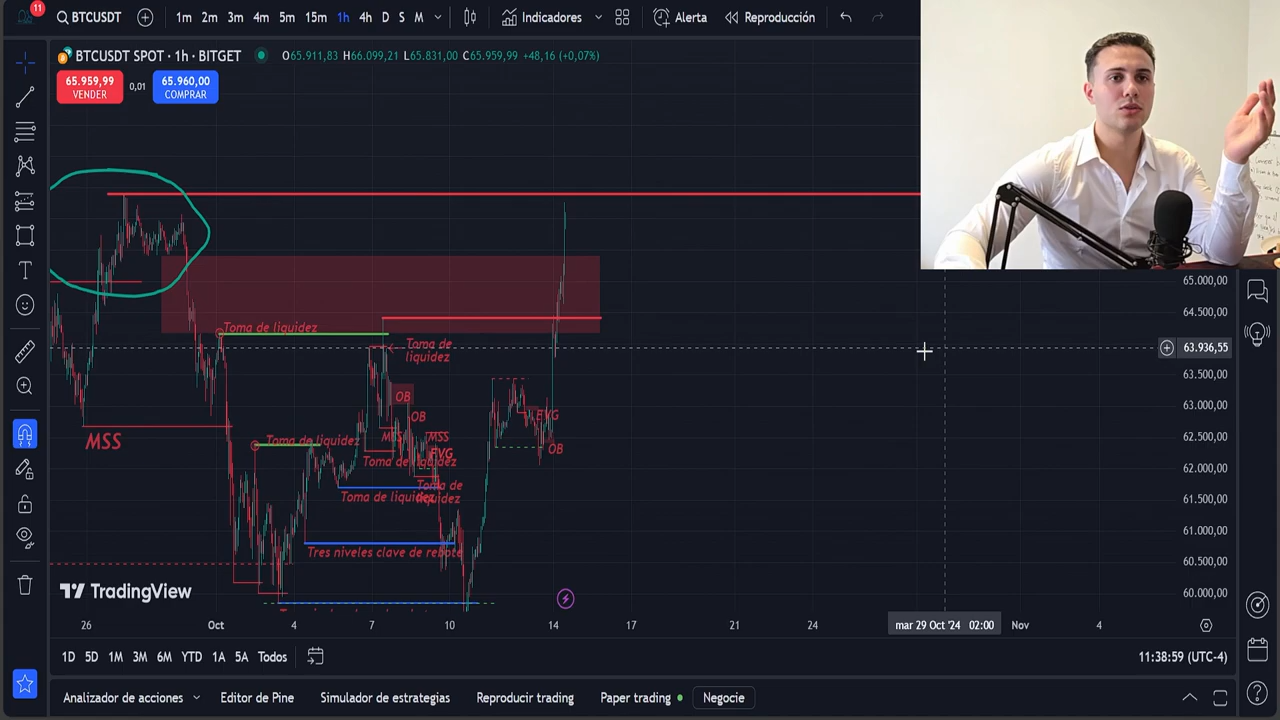 11
BTCUSDT
1m 2m 3m 4m 5m 15m 1h 4h D S M
Indicadores
Alerta
Reproducción
BTCUSDT SPOT · 1h · BITGET
O65.911,83 H66.099,21 L65.831,00 C65.959,99 +48,16 (+0,07%)
65.959,99
VENDER
0,01
65.960,00
COMPRAR
65.000,00
64.500,00
63.936,55
63.500,00
63.000,00
62.500,00
62.000,00
61.500,00
61.000,00
60.500,00
60.000,00
Toma de liquidez
Toma de
liquidez
OB
OB
MSS
Toma de liquidez
MSS
FVG
Toma de liquidez
Toma de liquidez
Toma de
liquidez
Tres niveles clave de rebote
FVG
OB
TradingView
26 Oct 4 7 10 14 17 21 24 mar 29 Oct '24 02:00 Nov 4
1D 5D 1M 3M 6M YTD 1A 5A Todos
11:38:59 (UTC-4)
Analizador de acciones
Editor de Pine
Simulador de estrategias
Reproducir trading
Paper trading
Negocie